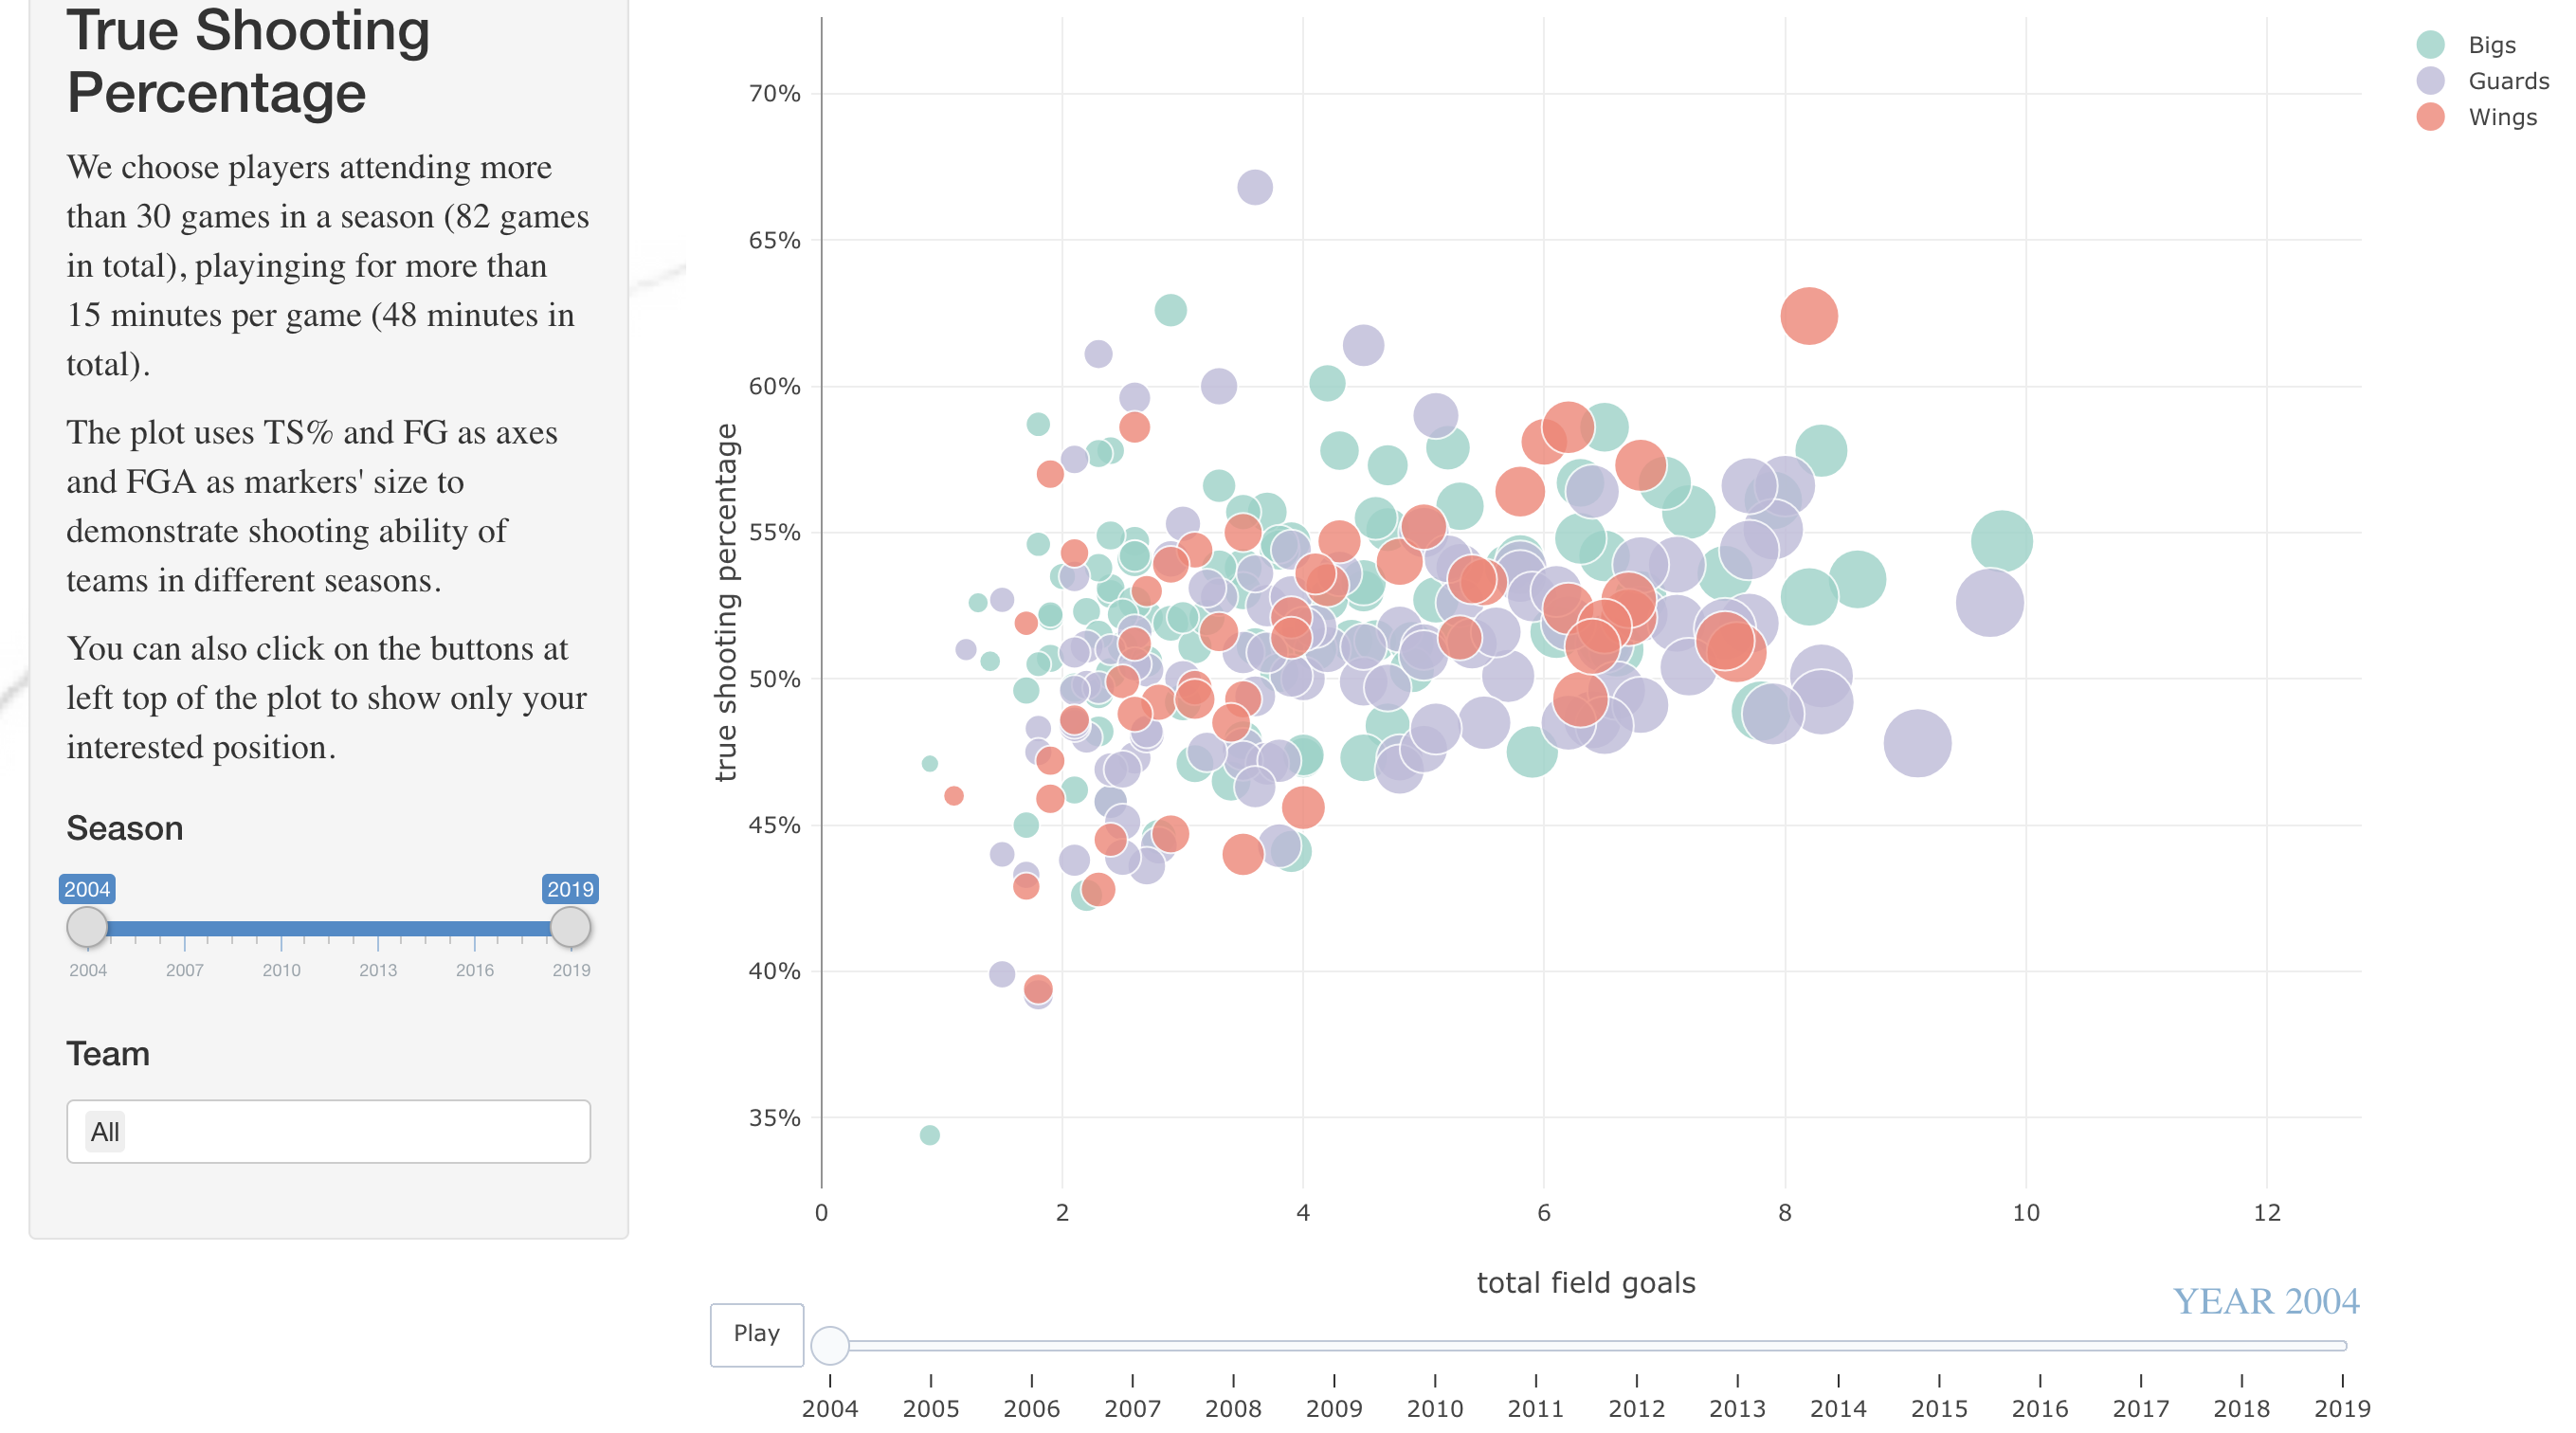 True Shooting
Percentage
We choose players attending more
than 30 games in a season (82 games
in total), playinging for more than
15 minutes per game (48 minutes in
total).
The plot uses TS% and FG as axes
and FGA as markers' size to
demonstrate shooting ability of
teams in different seasons.
You can also click on the buttons at
left top of the plot to show only your
interested position.
Season
2004 2019
2004 2007 2010 2013 2016 2019
Team
All
true shooting percentage
70%
65%
60%
55%
50%
45%
40%
35%
0 2 4 6 8 10 12
total field goals
Bigs
Guards
Wings
YEAR 2004
Play
2004 2005 2006 2007 2008 2009 2010 2011 2012 2013 2014 2015 2016 2017 2018 2019